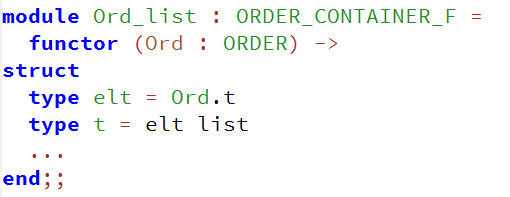 module Ord_list : ORDER_CONTAINER_F =
  functor (Ord : ORDER) ->
struct
  type elt = Ord.t
  type t = elt list
  ...
end;;